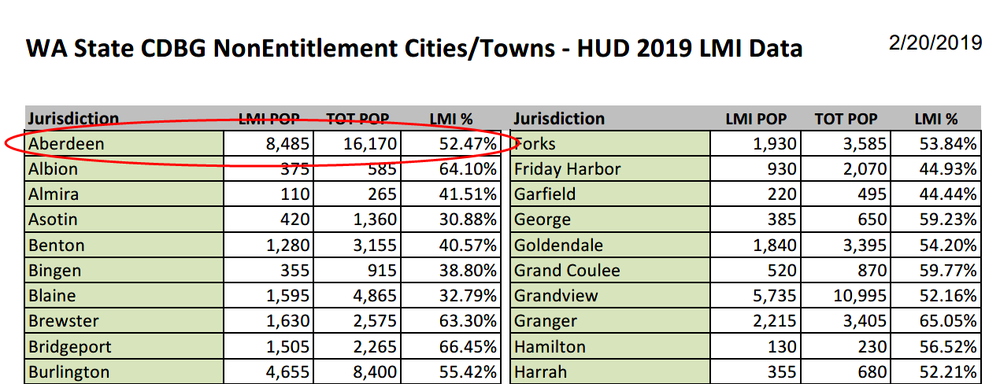 WA State CDBG NonEntitlement Cities/Towns - HUD 2019 LMI Data 2/20/2019
Jurisdiction LMI POP TOT POP LMI % Jurisdiction LMI POP TOT POP LMI %
Aberdeen 8,485 16,170 52.47% Forks 1,930 3,585 53.84%
Albion 375 585 64.10% Friday Harbor 930 2,070 44.93%
Almira 110 265 41.51% Garfield 220 495 44.44%
Asotin 420 1,360 30.88% George 385 650 59.23%
Benton 1,280 3,155 40.57% Goldendale 1,840 3,395 54.20%
Bingen 355 915 38.80% Grand Coulee 520 870 59.77%
Blaine 1,595 4,865 32.79% Grandview 5,735 10,995 52.16%
Brewster 1,630 2,575 63.30% Granger 2,215 3,405 65.05%
Bridgeport 1,505 2,265 66.45% Hamilton 130 230 56.52%
Burlington 4,655 8,400 55.42% Harrah 355 680 52.21%